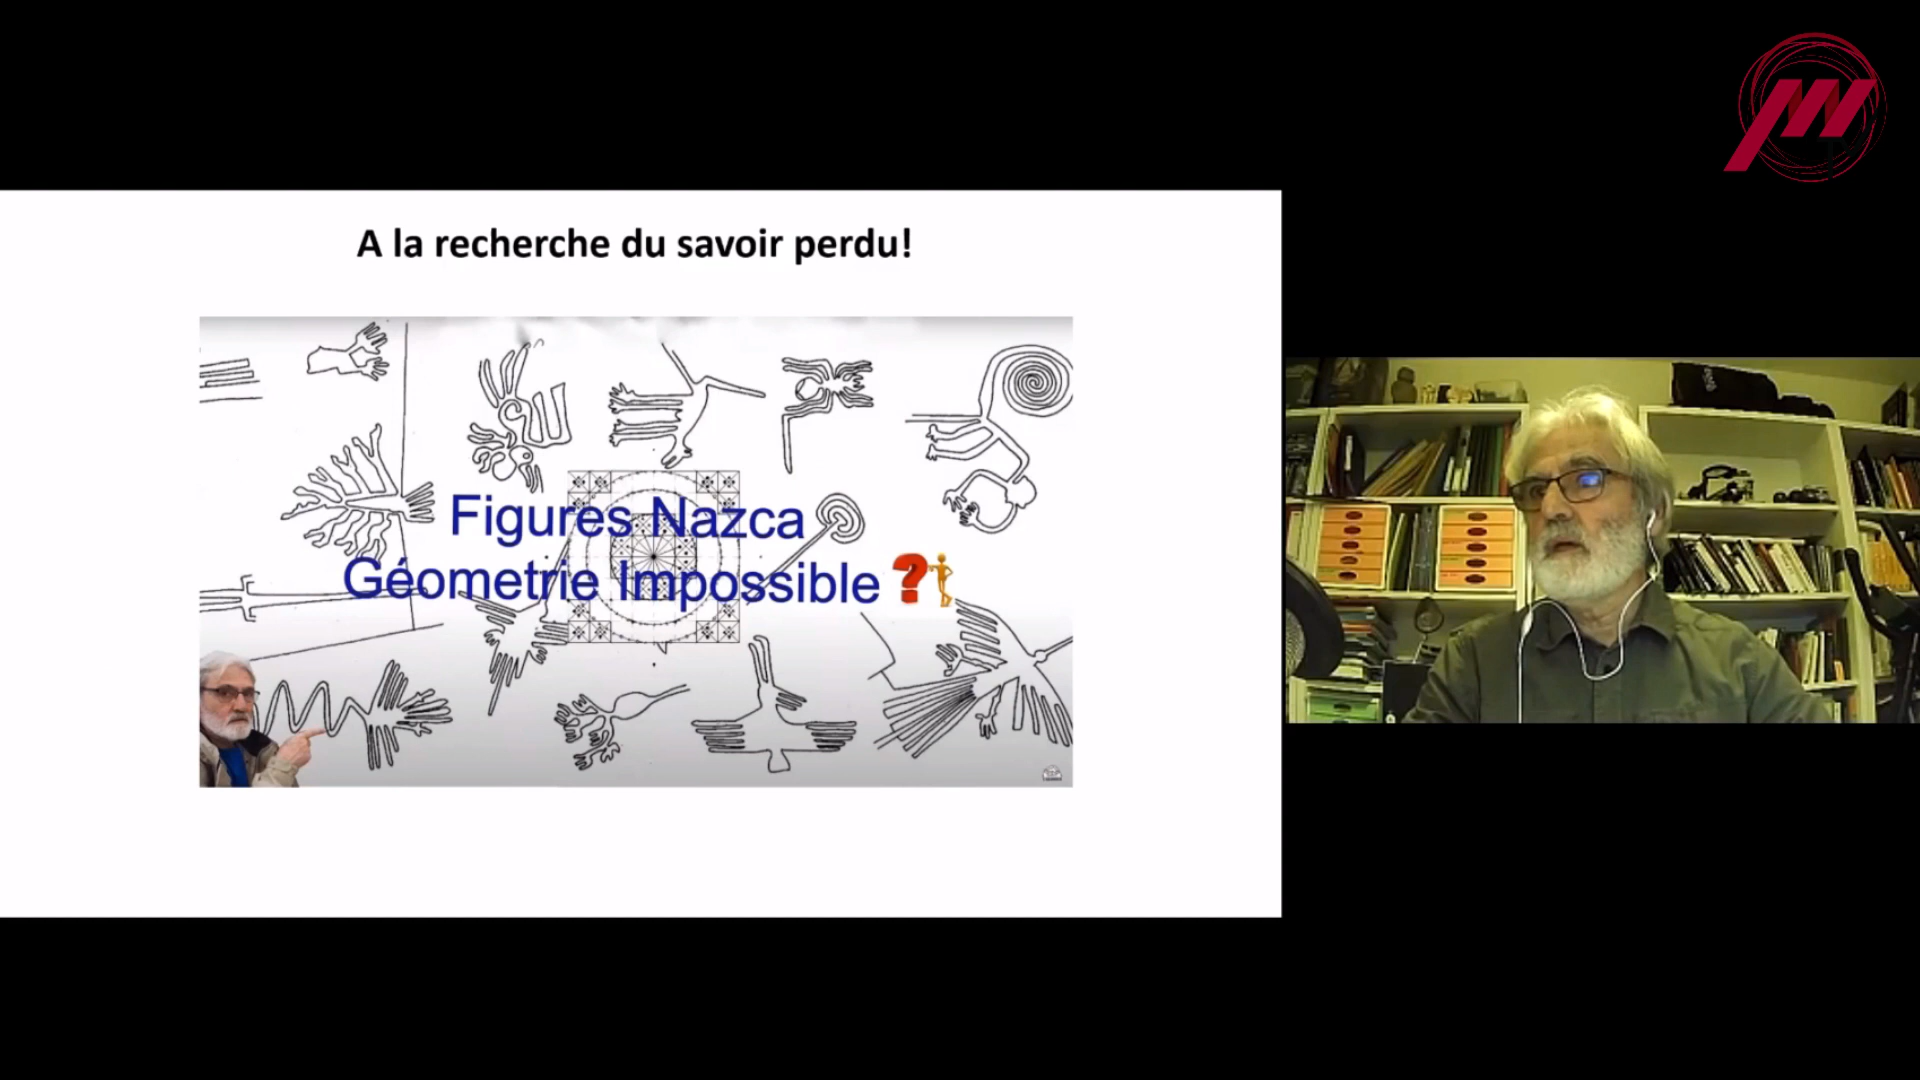 A la recherche du savoir perdu!
Figures Nazca
Géometrie Impossible ?